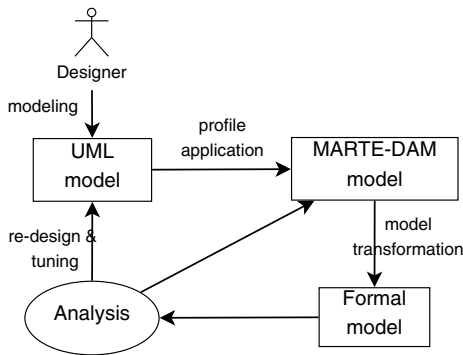 Designer
modeling
profile
application
UML
model
MARTE-DAM
model
re-design &
tuning
model
transformation
Analysis
Formal
model